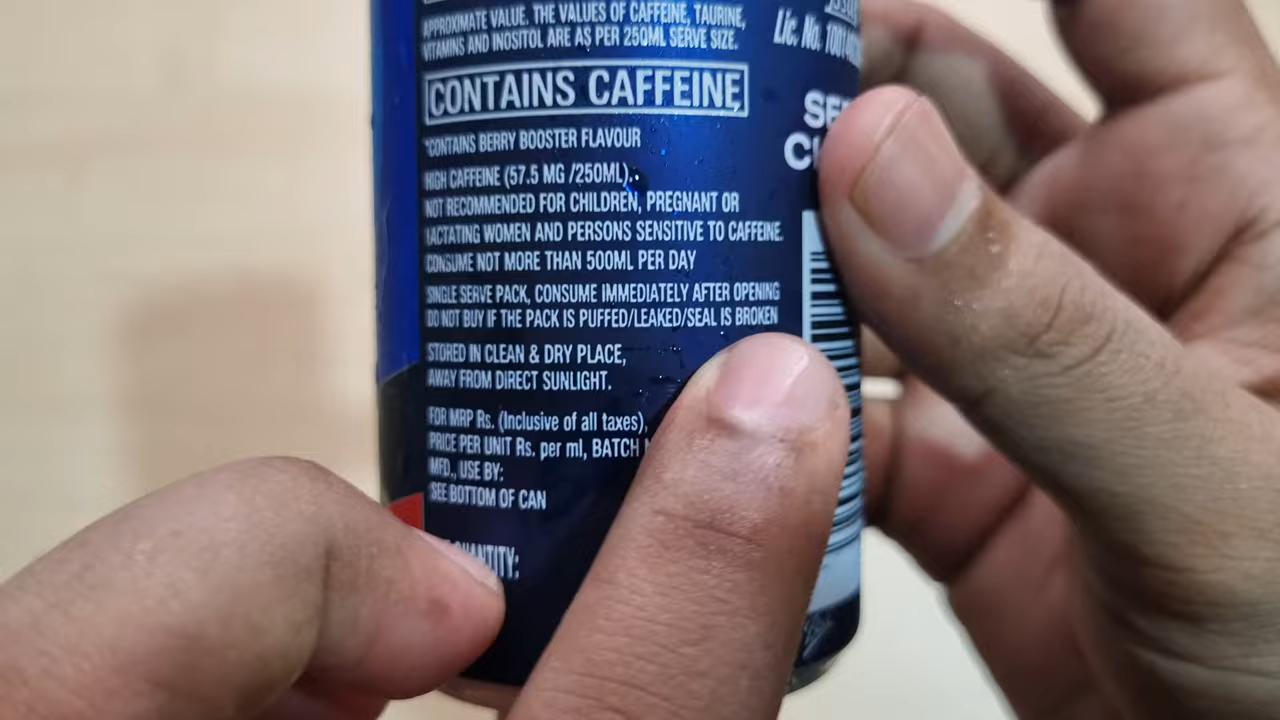 APPROXIMATE VALUE. THE VALUES OF CAFFEINE, TAURINE,
VITAMINS AND INOSITOL ARE AS PER 250ML SERVE SIZE.
CONTAINS CAFFEINE
*CONTAINS BERRY BOOSTER FLAVOUR
HIGH CAFFEINE (57.5 MG /250ML).
NOT RECOMMENDED FOR CHILDREN, PREGNANT OR
LACTATING WOMEN AND PERSONS SENSITIVE TO CAFFEINE.
CONSUME NOT MORE THAN 500ML PER DAY
SINGLE SERVE PACK, CONSUME IMMEDIATELY AFTER OPENING
DO NOT BUY IF THE PACK IS PUFFED/LEAKED/SEAL IS BROKEN
STORED IN CLEAN & DRY PLACE,
AWAY FROM DIRECT SUNLIGHT.
FOR MRP Rs. (Inclusive of all taxes),
PRICE PER UNIT Rs. per ml, BATCH
MFD., USE BY:
SEE BOTTOM OF CAN
QUANTITY:
Lic. No.